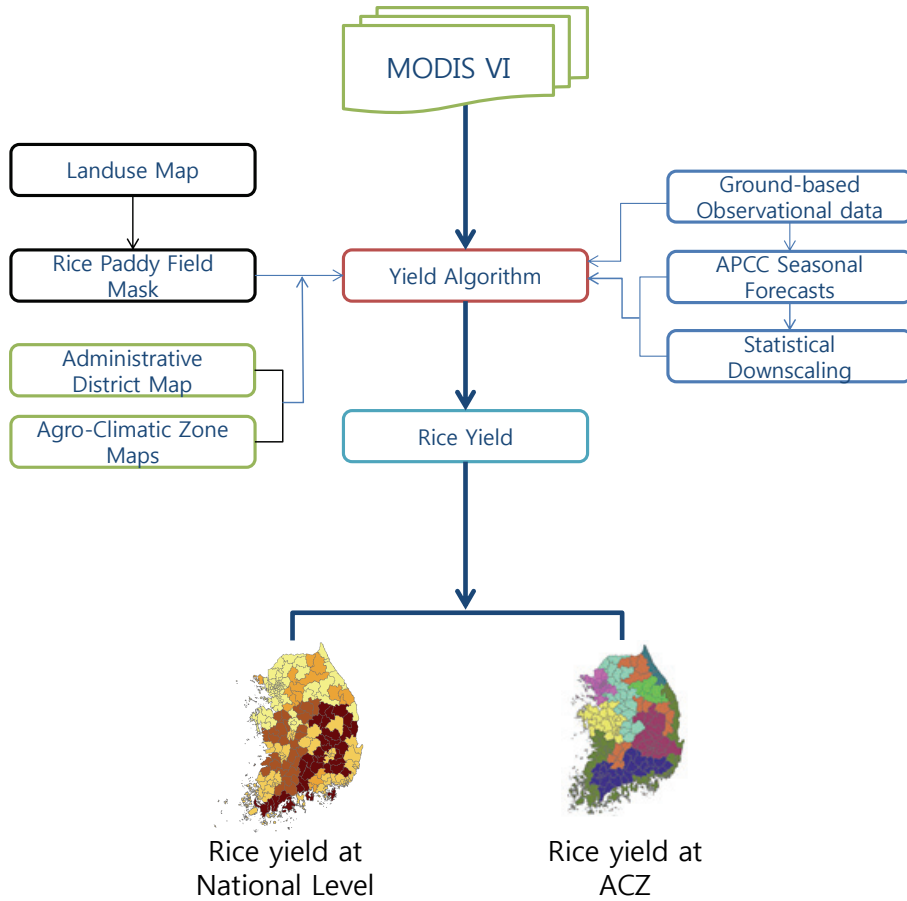 MODIS VI
Landuse Map
Rice Paddy Field
Mask
Administrative
District Map
Agro-Climatic Zone
Maps
Yield Algorithm
Ground-based
Observational data
APCC Seasonal
Forecasts
Statistical
Downscaling
Rice Yield
Rice yield at
National Level
Rice yield at
ACZ